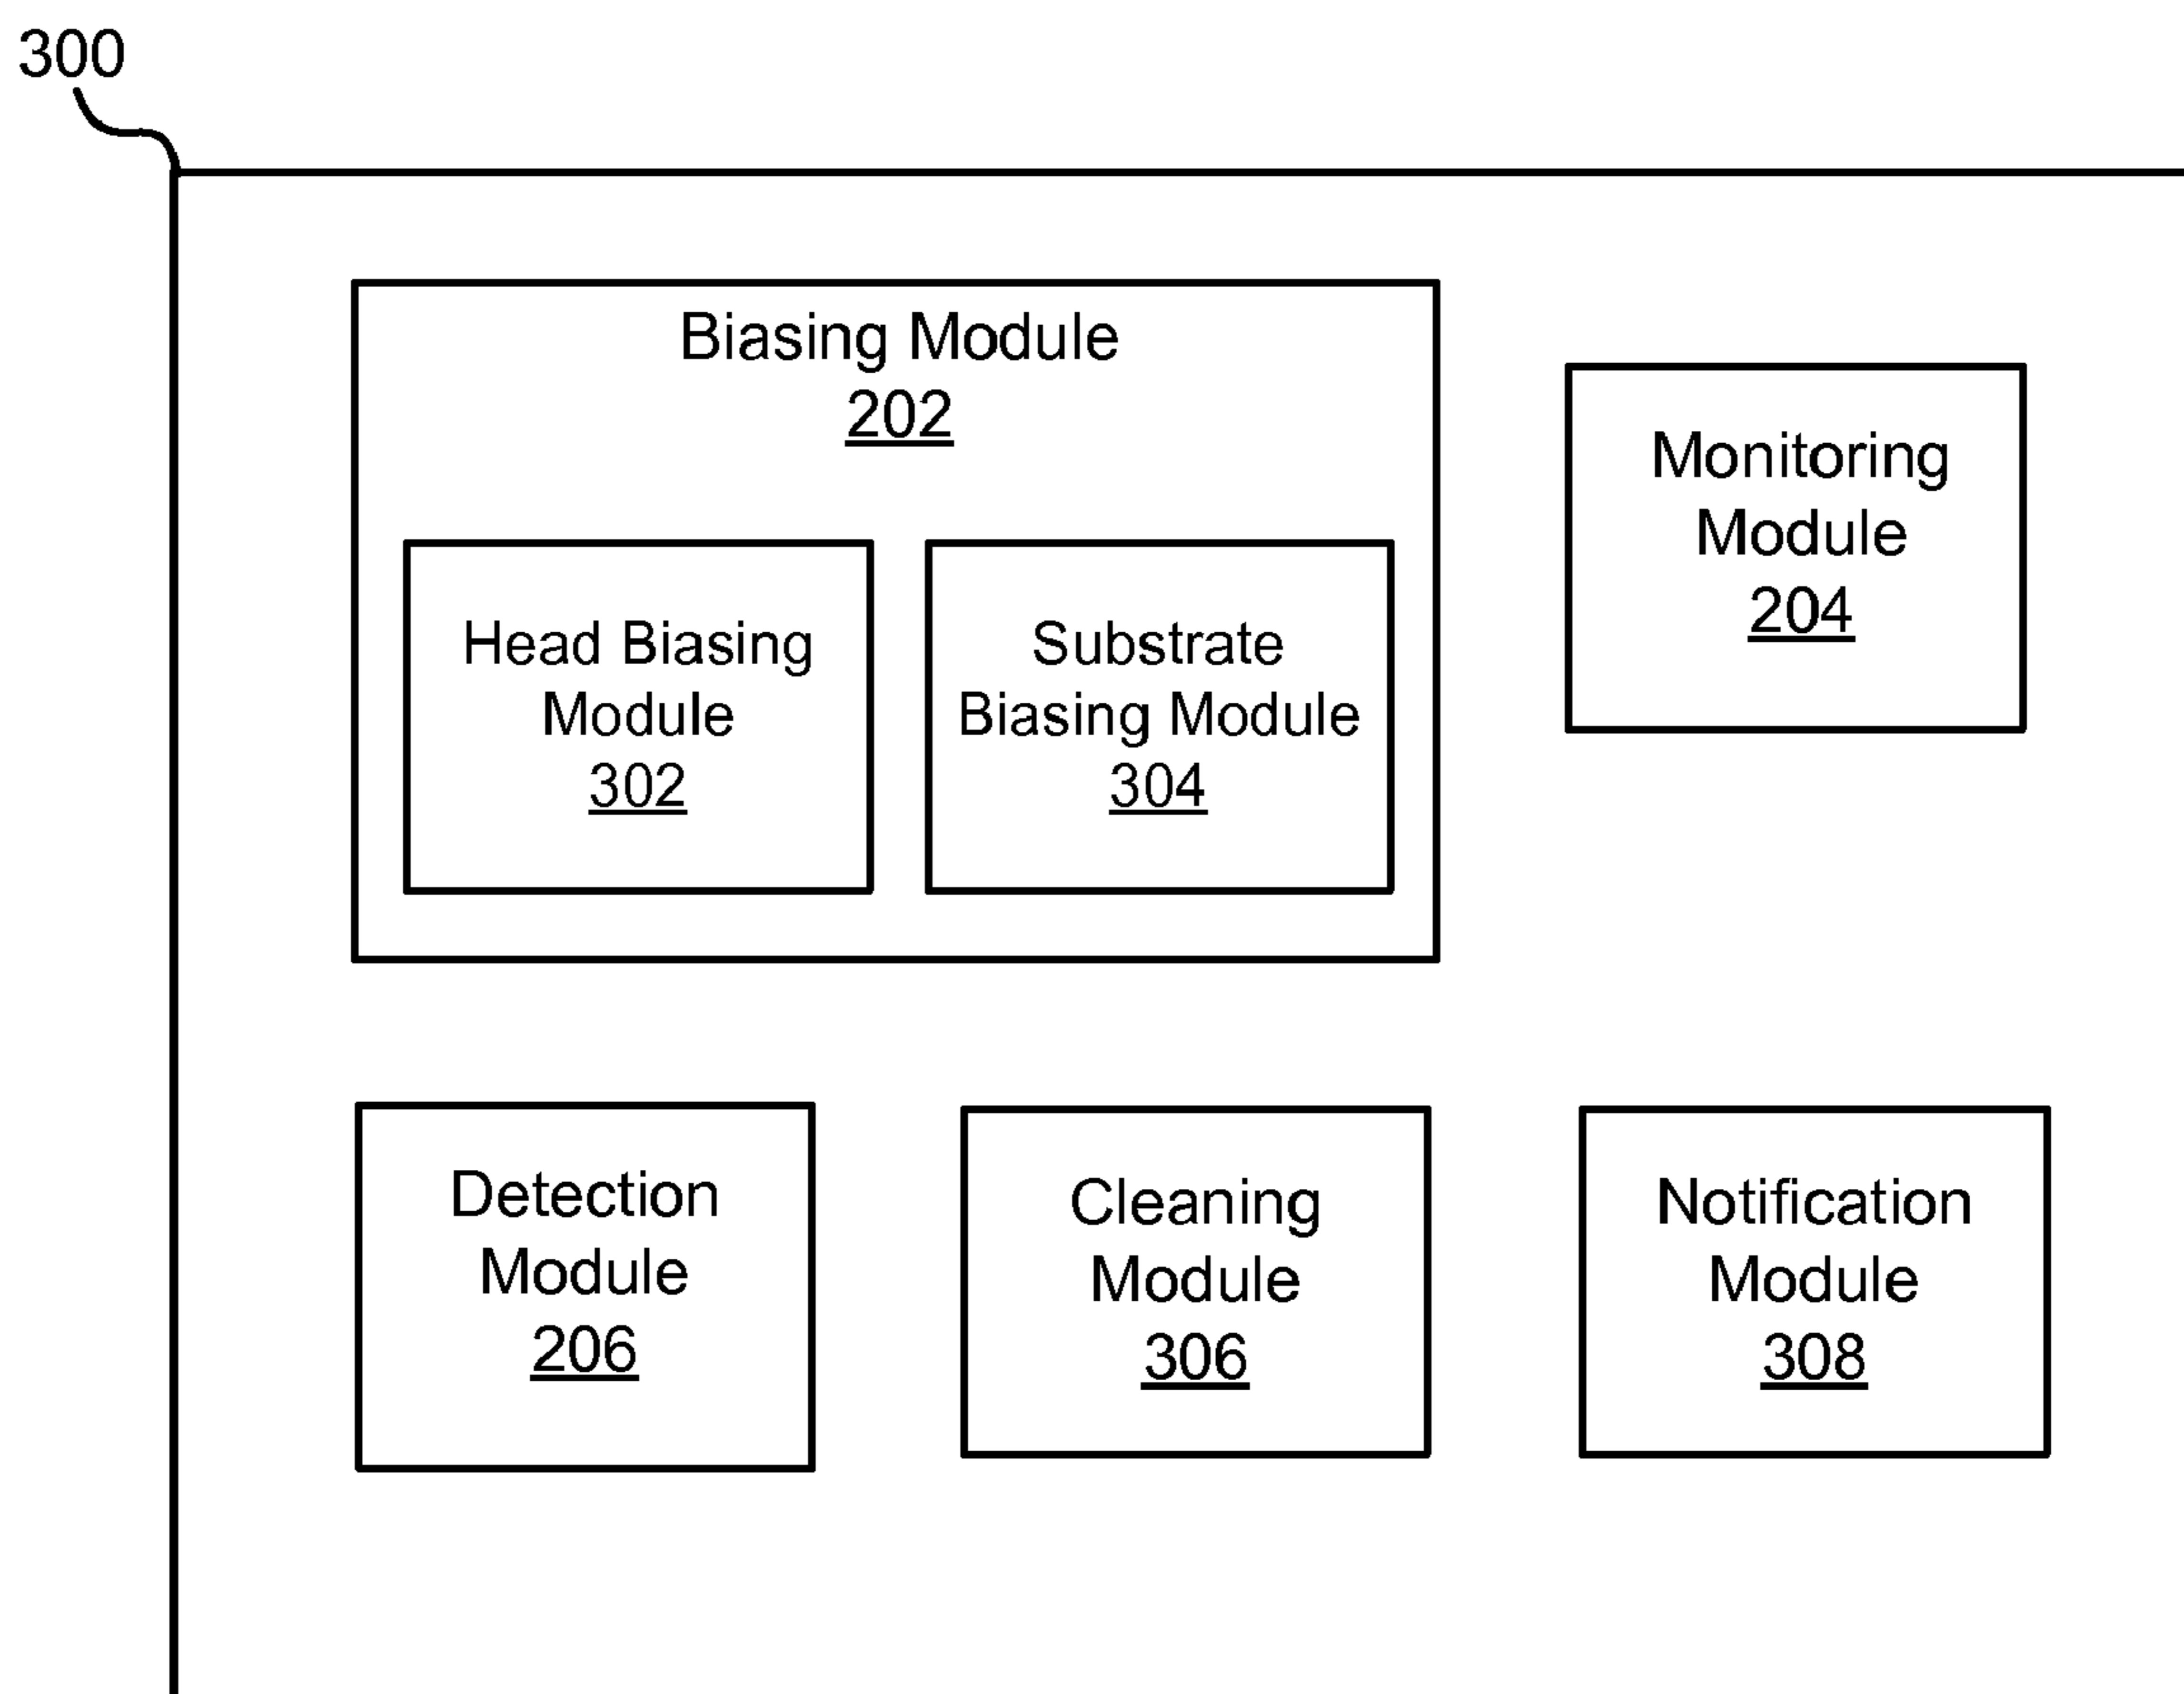 300
Biasing Module
202
Head Biasing
Module
302
Substrate
Biasing Module
304
Monitoring
Module
204
Detection
Module
206
Cleaning
Module
306
Notification
Module
308